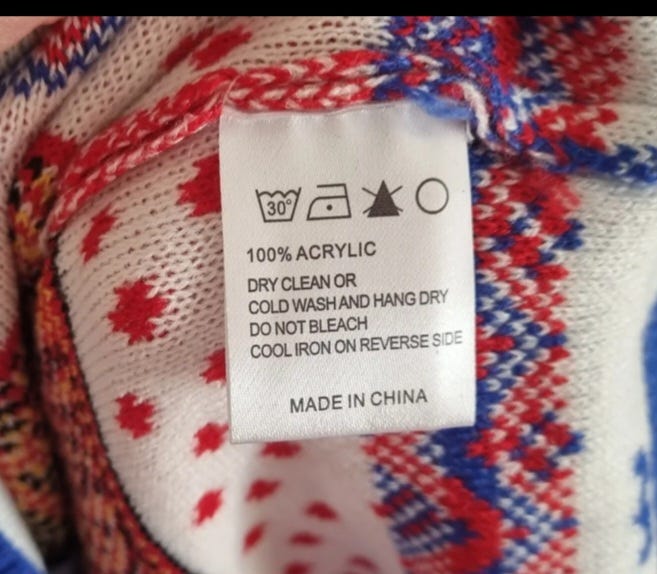 30°
100% ACRYLIC
DRY CLEAN OR
COLD WASH AND HANG DRY
DO NOT BLEACH
COOL IRON ON REVERSE SIDE
MADE IN CHINA